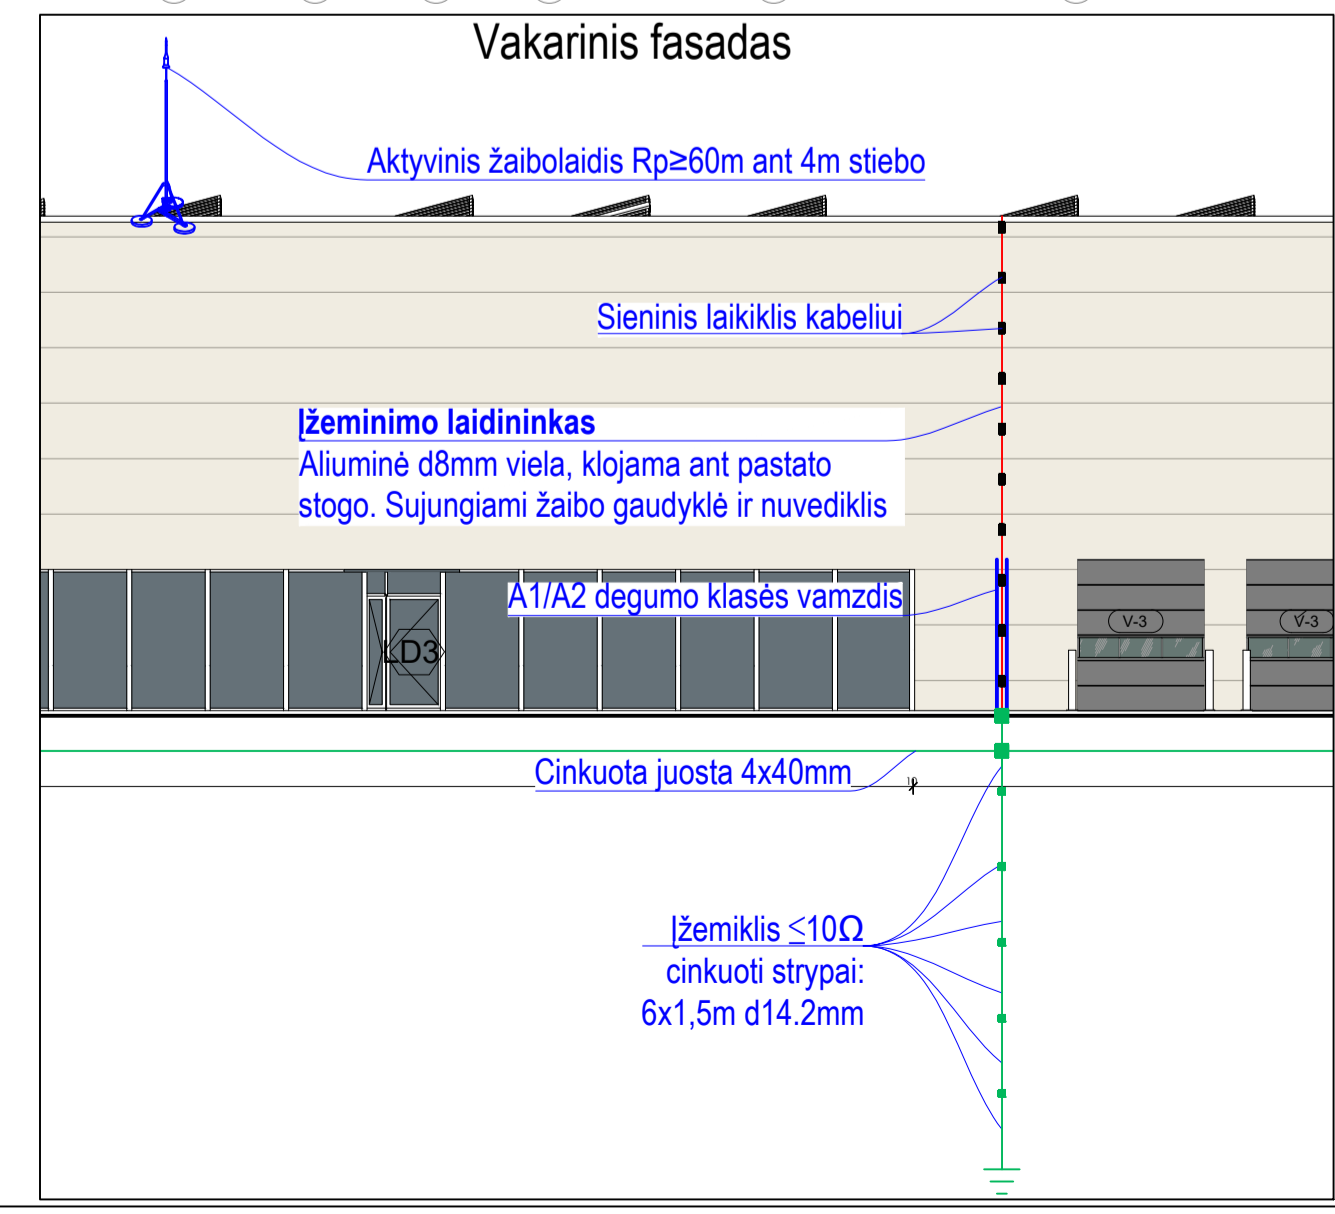 Vakarinis fasadas
Aktyvinis žaibolaidis Rp≥60m ant 4m stiebo
Sieninis laikiklis kabeliui
Įžeminimo laidininkas
Aliuminė d8mm viela, klojama ant pastato
stogo. Sujungiami žaibo gaudyklė ir nuvediklis
A1/A2 degumo klasės vamzdis
LD3
V-3
V-3
Cinkuota juosta 4x40mm
10
Įžemiklis ≤10Ω
cinkuoti strypai:
6x1,5m d14.2mm